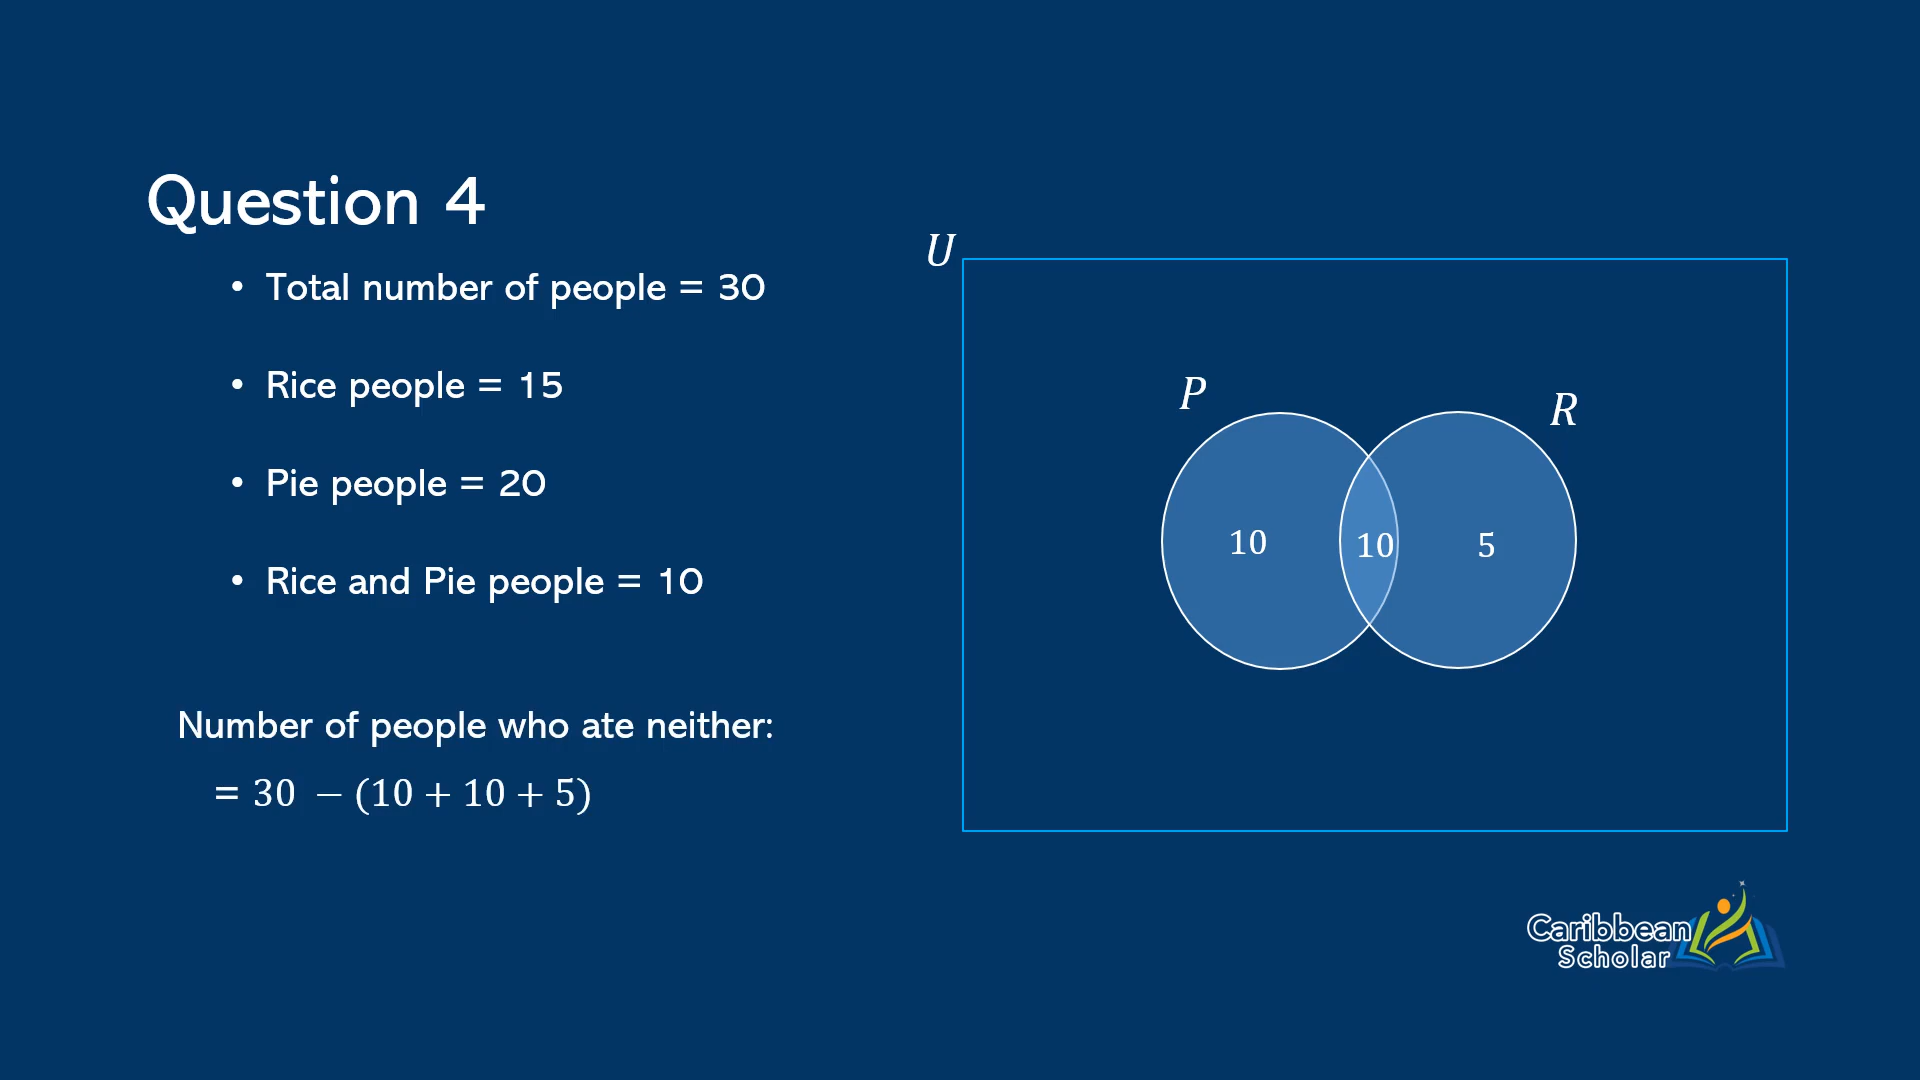 Question 4
• Total number of people = 30
• Rice people = 15
• Pie people = 20
• Rice and Pie people = 10
Number of people who ate neither:
= 30 − (10 + 10 + 5)
U
P
R
10
10
5
Caribbean
Scholar